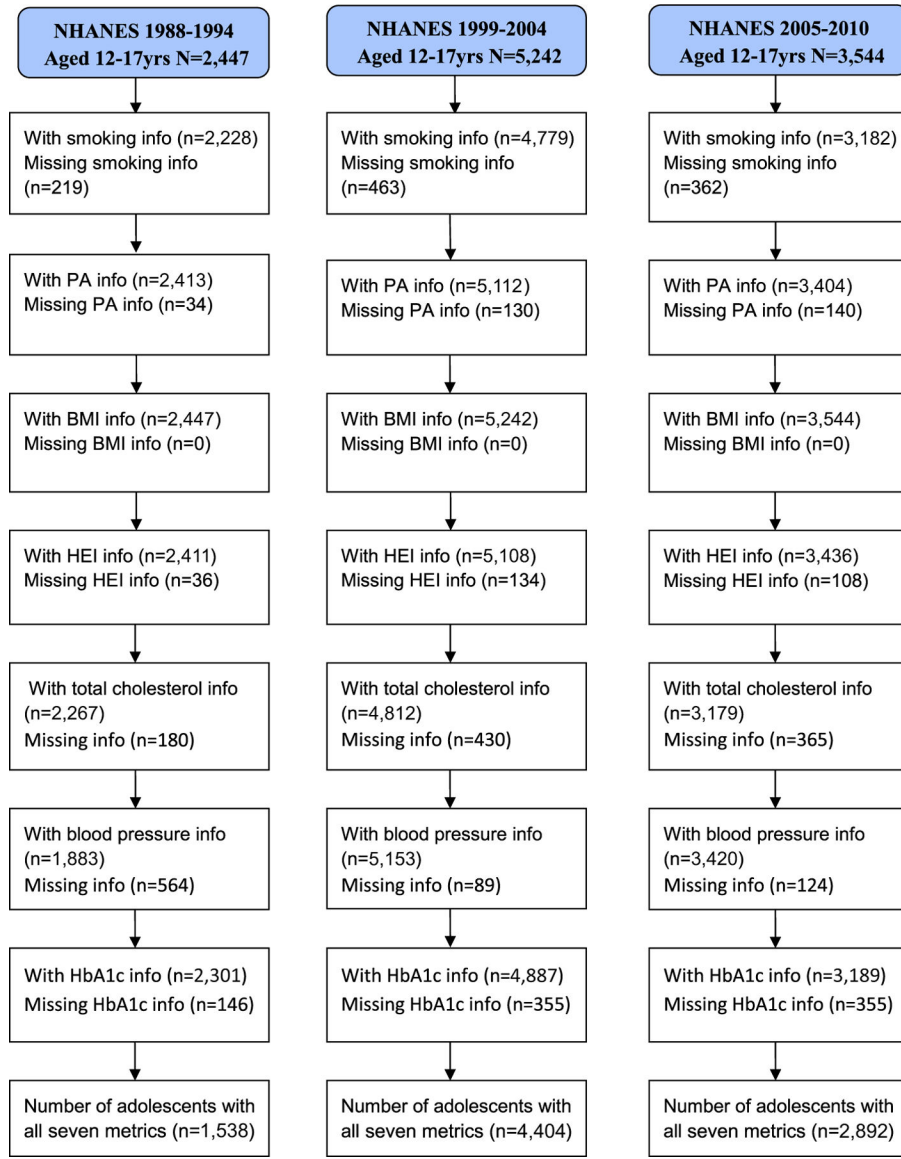 NHANES 1988-1994
Aged 12-17yrs N=2,447
With smoking info (n=2,228)
Missing smoking info
(n=219)
With PA info (n=2,413)
Missing PA info (n=34)
With BMI info (n=2,447)
Missing BMI info (n=0)
With HEI info (n=2,411)
Missing HEI info (n=36)
With total cholesterol info
(n=2,267)
Missing info (n=180)
With blood pressure info
(n=1,883)
Missing info (n=564)
With HbA1c info (n=2,301)
Missing HbA1c info (n=146)
Number of adolescents with
all seven metrics (n=1,538)
NHANES 1999-2004
Aged 12-17yrs N=5,242
With smoking info (n=4,779)
Missing smoking info
(n=463)
With PA info (n=5,112)
Missing PA info (n=130)
With BMI info (n=5,242)
Missing BMI info (n=0)
With HEI info (n=5,108)
Missing HEI info (n=134)
With total cholesterol info
(n=4,812)
Missing info (n=430)
With blood pressure info
(n=5,153)
Missing info (n=89)
With HbA1c info (n=4,887)
Missing HbA1c info (n=355)
Number of adolescents with
all seven metrics (n=4,404)
NHANES 2005-2010
Aged 12-17yrs N=3,544
With smoking info (n=3,182)
Missing smoking info
(n=362)
With PA info (n=3,404)
Missing PA info (n=140)
With BMI info (n=3,544)
Missing BMI info (n=0)
With HEI info (n=3,436)
Missing HEI info (n=108)
With total cholesterol info
(n=3,179)
Missing info (n=365)
With blood pressure info
(n=3,420)
Missing info (n=124)
With HbA1c info (n=3,189)
Missing HbA1c info (n=355)
Number of adolescents with
all seven metrics (n=2,892)